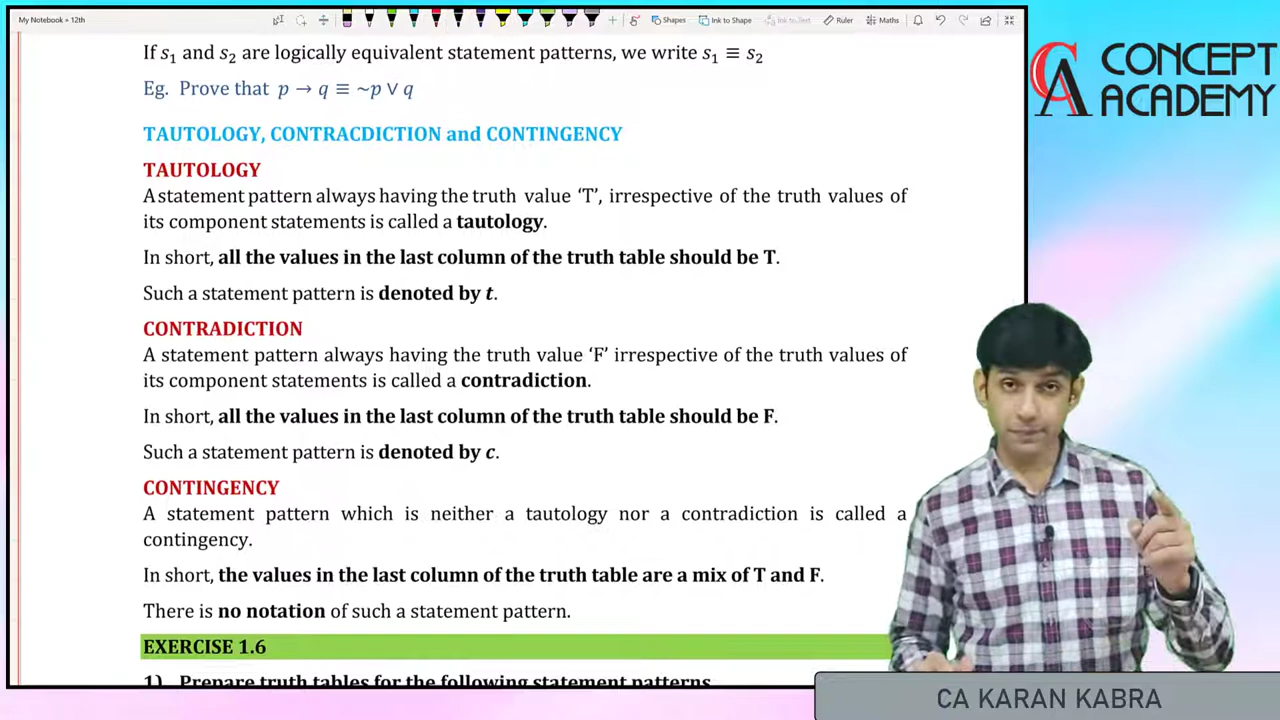 My Notebook > 12th
Shapes
Ink to Shape
Ink to Text
Ruler
Maths
If s₁ and s₂ are logically equivalent statement patterns, we write s₁ ≡ s₂
Eg. Prove that p → q ≡ ~p ∨ q
TAUTOLOGY, CONTRACDICTION and CONTINGENCY
TAUTOLOGY
A statement pattern always having the truth value ‘T’, irrespective of the truth values of
its component statements is called a tautology.
In short, all the values in the last column of the truth table should be T.
Such a statement pattern is denoted by t.
CONTRADICTION
A statement pattern always having the truth value ‘F’ irrespective of the truth values of
its component statements is called a contradiction.
In short, all the values in the last column of the truth table should be F.
Such a statement pattern is denoted by c.
CONTINGENCY
A statement pattern which is neither a tautology nor a contradiction is called a
contingency.
In short, the values in the last column of the truth table are a mix of T and F.
There is no notation of such a statement pattern.
EXERCISE 1.6
1) Prepare truth tables for the following statement patterns.
CONCEPT
ACADEMY
CA KARAN KABRA